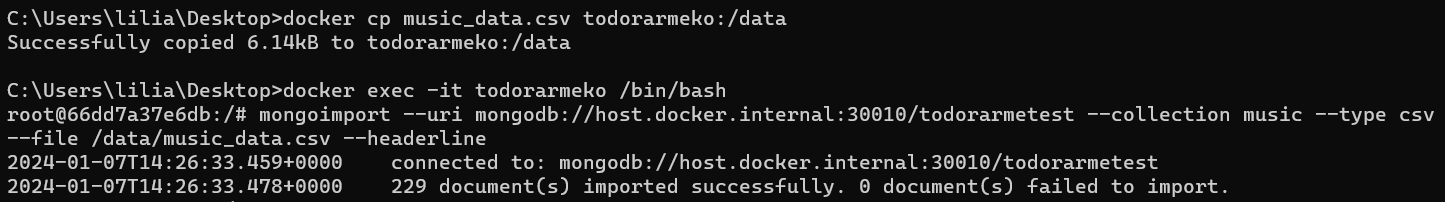 C:\Users\lilia\Desktop>docker cp music_data.csv todorarmeko:/data
Successfully copied 6.14kB to todorarmeko:/data
C:\Users\lilia\Desktop>docker exec -it todorarmeko /bin/bash
root@66dd7a37e6db:/# mongoimport --uri mongodb://host.docker.internal:30010/todorarmetest --collection music --type csv
--file /data/music_data.csv --headerline
2024-01-07T14:26:33.459+0000    connected to: mongodb://host.docker.internal:30010/todorarmetest
2024-01-07T14:26:33.478+0000    229 document(s) imported successfully. 0 document(s) failed to import.